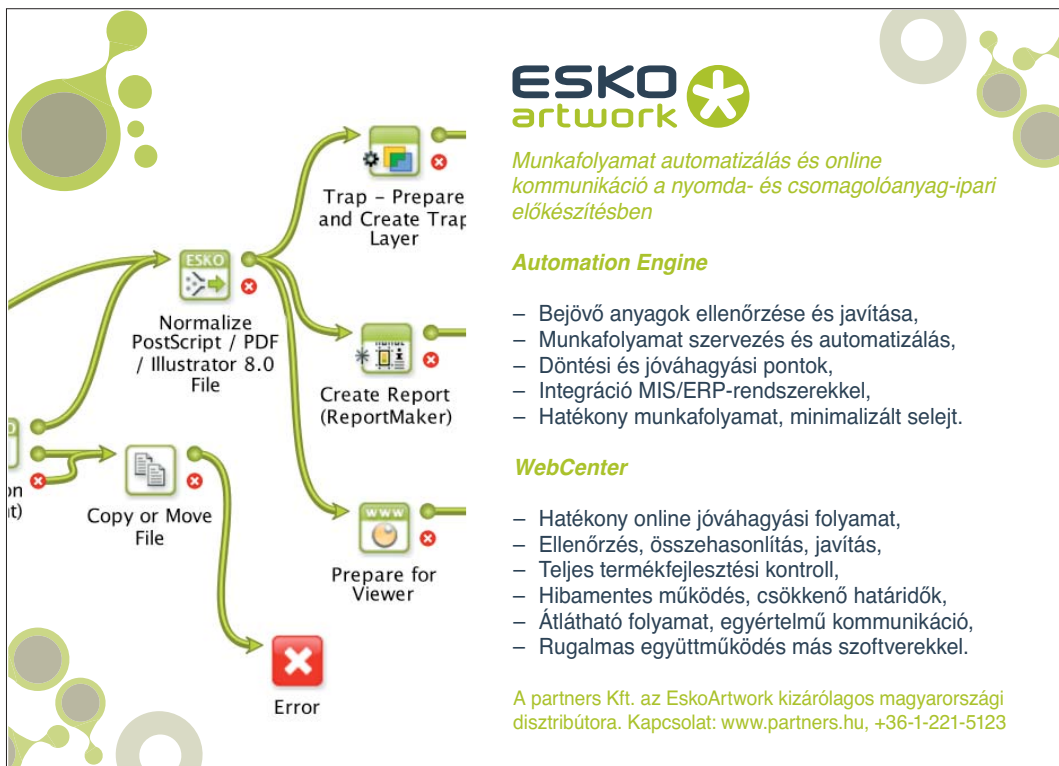 ESKO
artwork
Munkafolyamat automatizálás és online
kommunikáció a nyomda- és csomagolóanyag-ipari
előkészítésben
Automation Engine
– Bejövő anyagok ellenőrzése és javítása,
– Munkafolyamat szervezés és automatizálás,
– Döntési és jóváhagyási pontok,
– Integráció MIS/ERP-rendszerekkel,
– Hatékony munkafolyamat, minimalizált selejt.
WebCenter
– Hatékony online jóváhagyási folyamat,
– Ellenőrzés, összehasonlítás, javítás,
– Teljes termékfejlesztési kontroll,
– Hibamentes működés, csökkenő határidők,
– Átlátható folyamat, egyértelmű kommunikáció,
– Rugalmas együttműködés más szoftverekkel.
A partners Kft. az EskoArtwork kizárólagos magyarországi
disztribútora. Kapcsolat: www.partners.hu, +36-1-221-5123
Trap – Prepare
and Create Trap
Layer
ESKO
Normalize
PostScript / PDF
/ Illustrator 8.0
File
Create Report
(ReportMaker)
Copy or Move
File
www
Prepare for
Viewer
Error